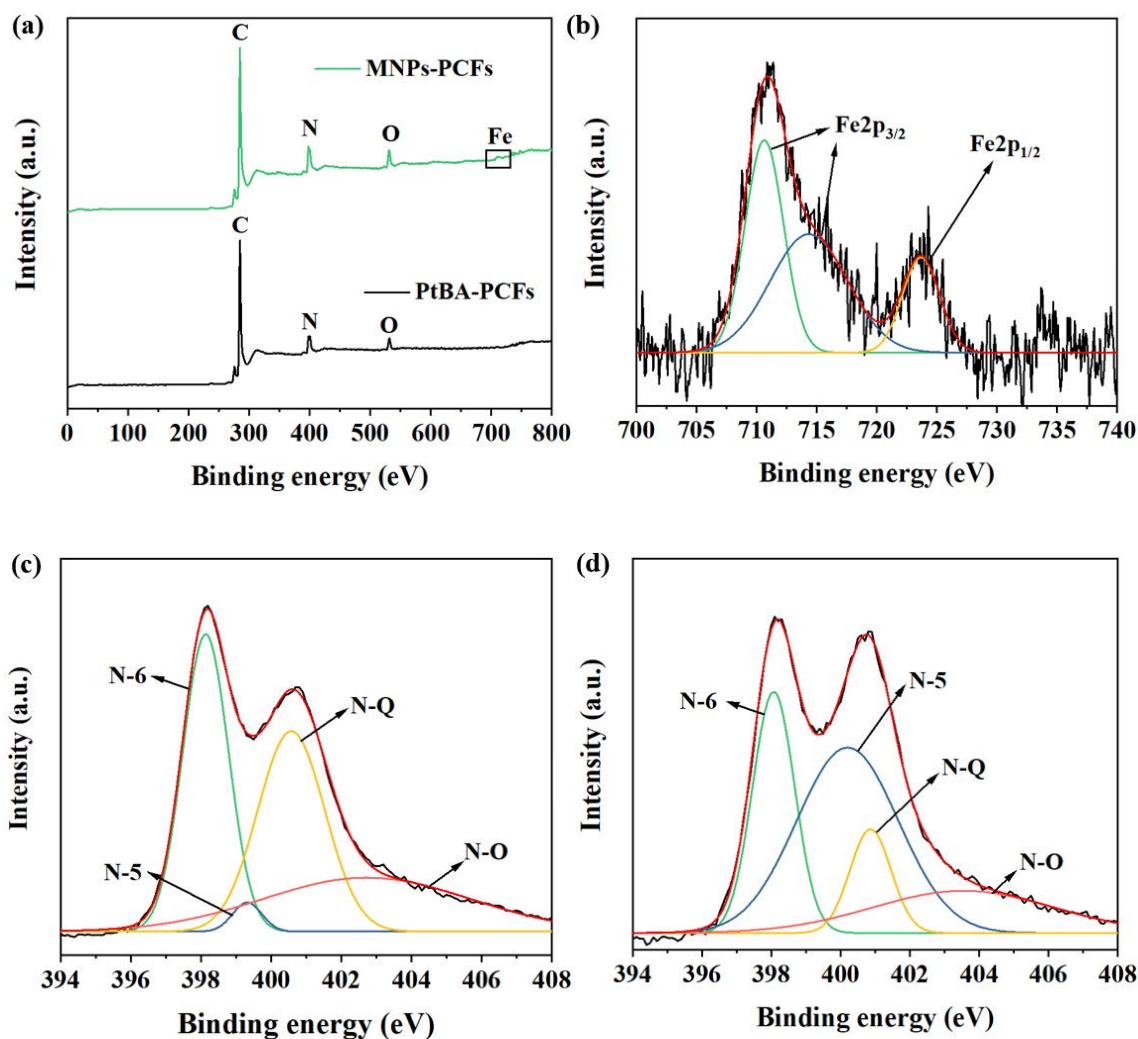 (a)
C
MNPs-PCFs
N
O
Fe
C
PtBA-PCFs
N
O
Intensity (a.u.)
0 100 200 300 400 500 600 700 800
Binding energy (eV)
(b)
Fe2p3/2
Fe2p1/2
Intensity (a.u.)
700 705 710 715 720 725 730 735 740
Binding energy (eV)
(c)
N-6
N-Q
N-5
N-O
Intensity (a.u.)
394 396 398 400 402 404 406 408
Binding energy (eV)
(d)
N-6
N-5
N-Q
N-O
Intensity (a.u.)
394 396 398 400 402 404 406 408
Binding energy (eV)